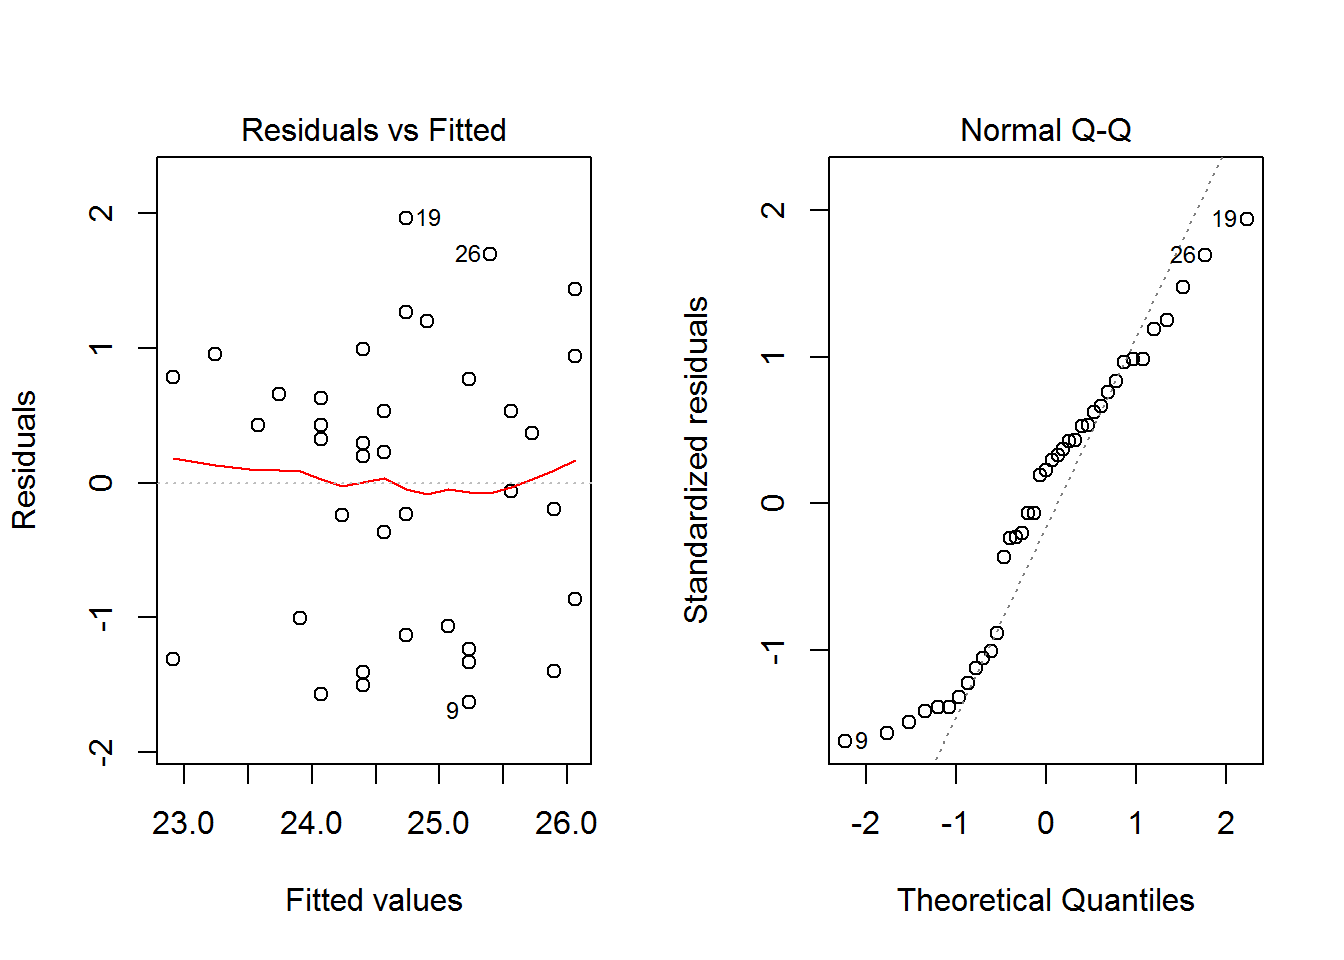 Residuals vs Fitted
Residuals
2
1
0
-1
-2
19
26
9
23.0 24.0 25.0 26.0
Fitted values
Normal Q-Q
Standardized residuals
2
1
0
-1
19
26
9
-2 -1 0 1 2
Theoretical Quantiles